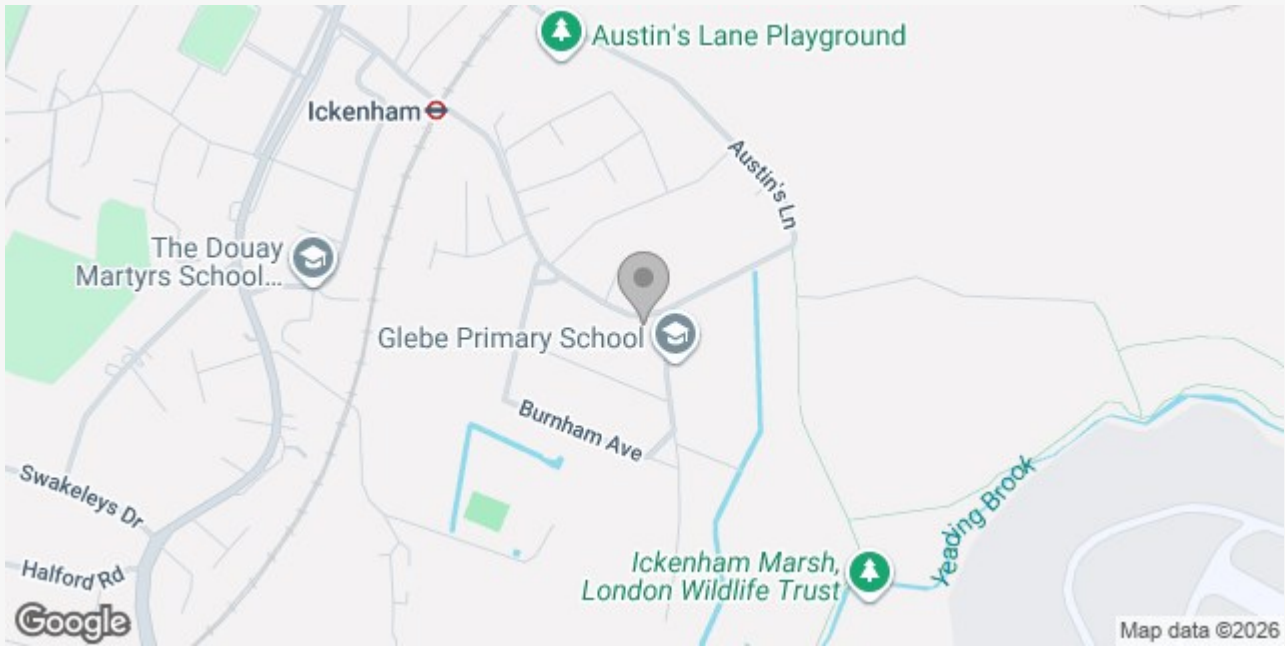 Austin's Lane Playground
Ickenham
Austin's Ln
The Douay
Martyrs School...
Glebe Primary School
Burnham Ave
Swakeleys Dr
Halford Rd
Yeading Brook
Ickenham Marsh,
London Wildlife Trust
Google
Map data ©2026